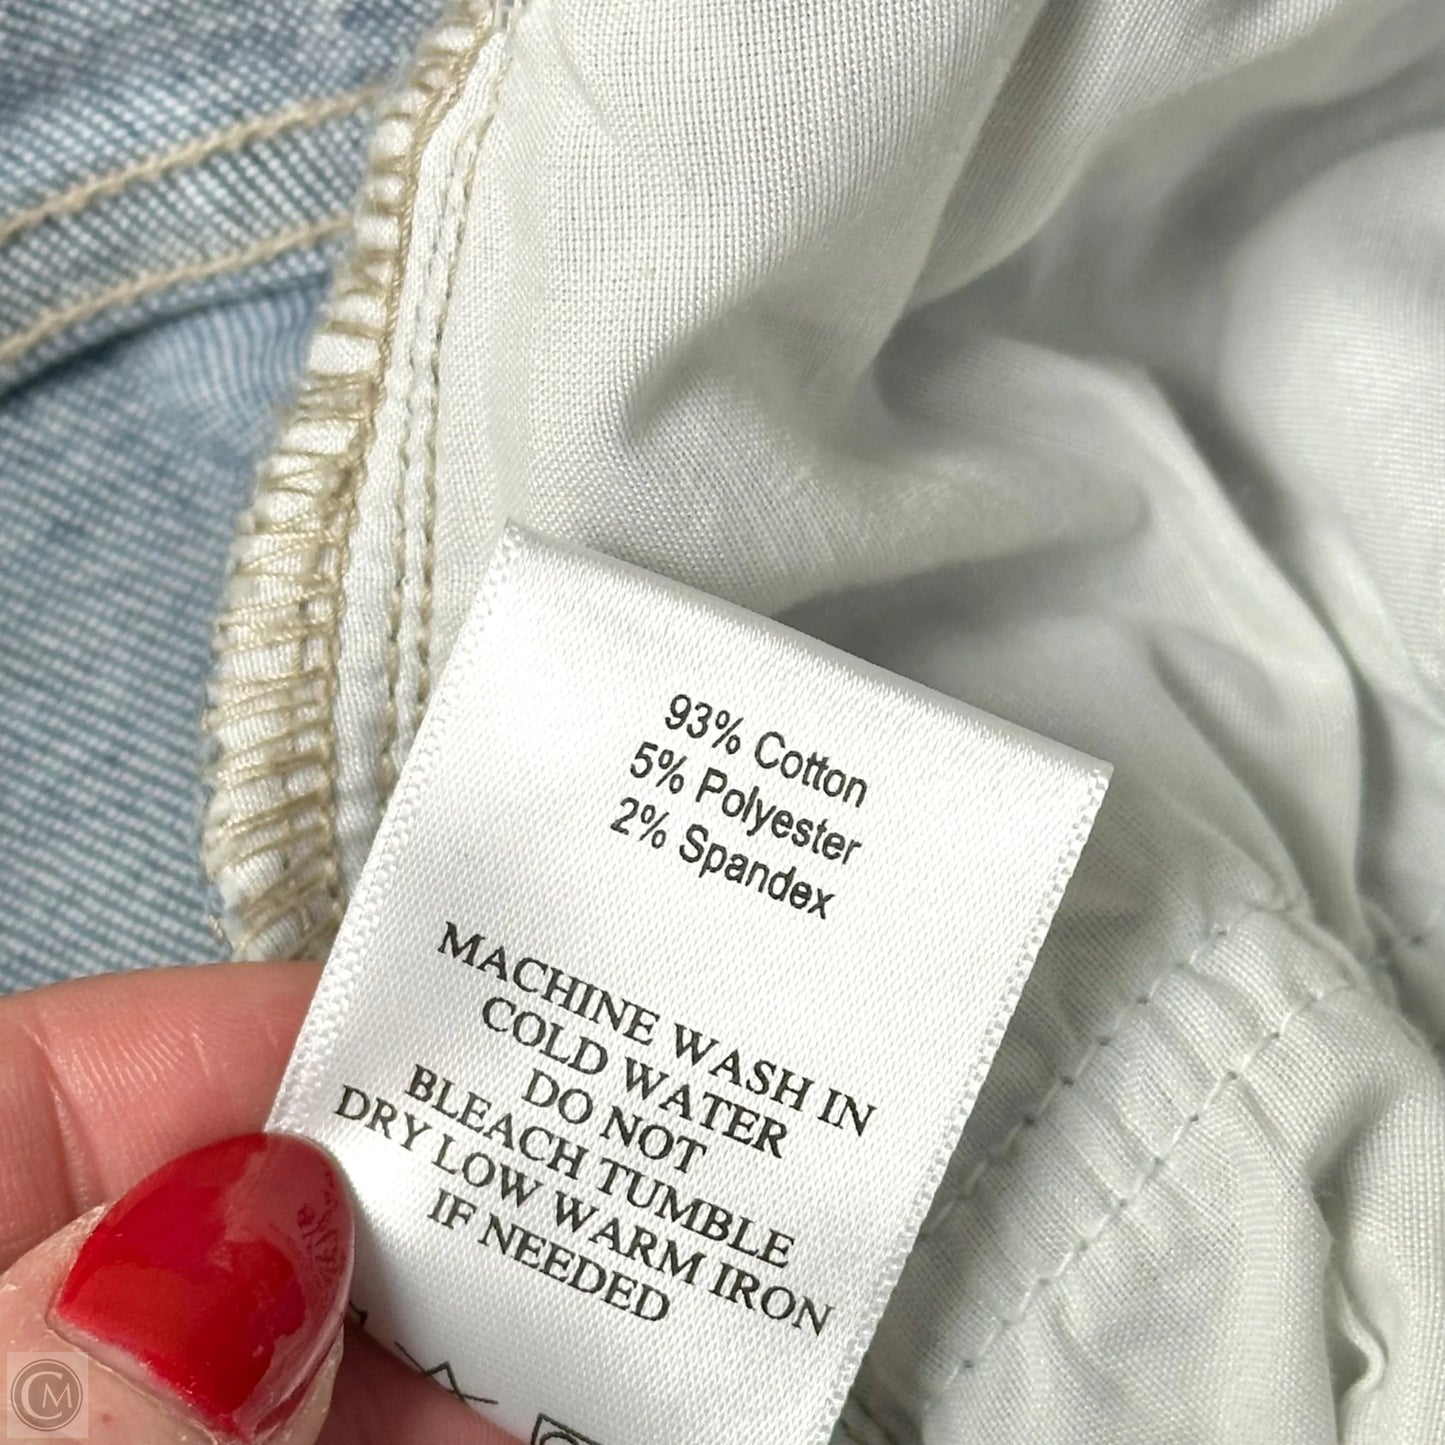 93% Cotton
5% Polyester
2% Spandex
MACHINE WASH IN
COLD WATER
DO NOT
BLEACH TUMBLE
DRY LOW WARM IRON
IF NEEDED
CM